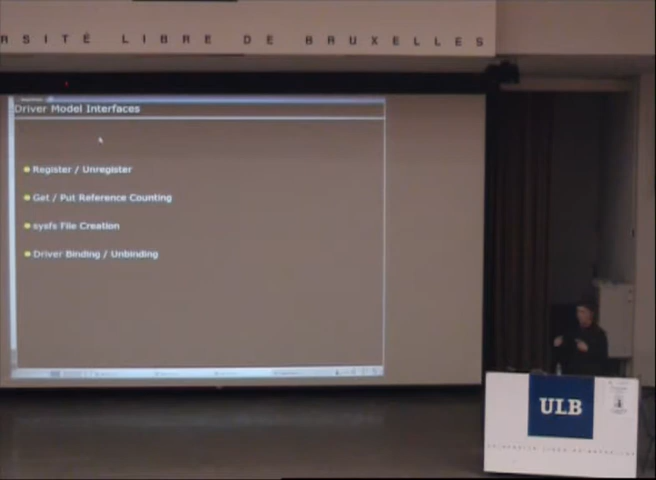 RSITÉ LIBRE DE BRUXELLES
Driver Model Interfaces
Register / Unregister
Get / Put Reference Counting
sysfs File Creation
Driver Binding / Unbinding
ULB